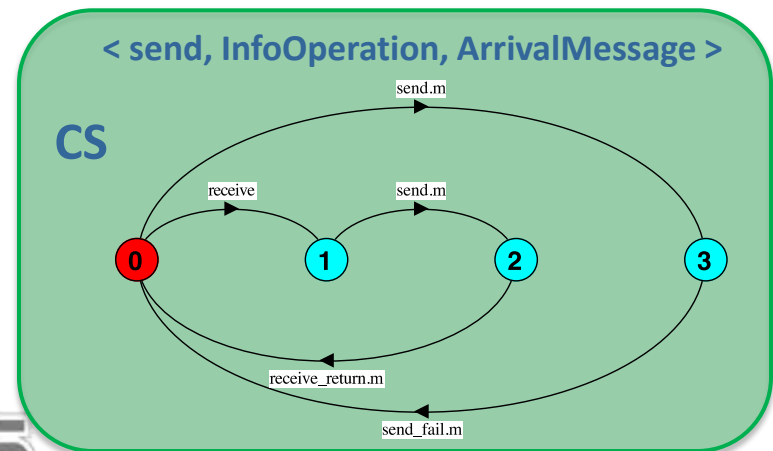 < send, InfoOperation, ArrivalMessage >
send.m
CS
receive
send.m
0
1
2
3
receive_return.m
send_fail.m